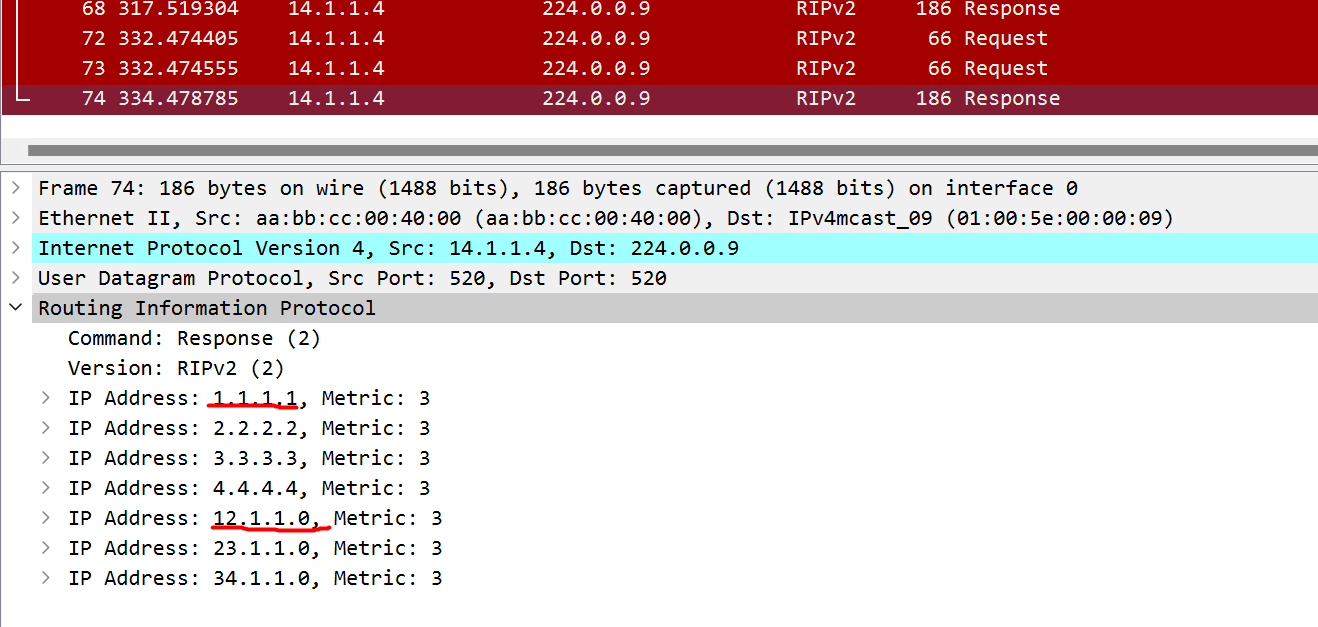 68 317.519304 14.1.1.4 224.0.0.9 RIPv2 186 Response
72 332.474405 14.1.1.4 224.0.0.9 RIPv2 66 Request
73 332.474555 14.1.1.4 224.0.0.9 RIPv2 66 Request
74 334.478785 14.1.1.4 224.0.0.9 RIPv2 186 Response
Frame 74: 186 bytes on wire (1488 bits), 186 bytes captured (1488 bits) on interface 0
Ethernet II, Src: aa:bb:cc:00:40:00 (aa:bb:cc:00:40:00), Dst: IPv4mcast_09 (01:00:5e:00:00:09)
Internet Protocol Version 4, Src: 14.1.1.4, Dst: 224.0.0.9
User Datagram Protocol, Src Port: 520, Dst Port: 520
Routing Information Protocol
Command: Response (2)
Version: RIPv2 (2)
IP Address: 1.1.1.1, Metric: 3
IP Address: 2.2.2.2, Metric: 3
IP Address: 3.3.3.3, Metric: 3
IP Address: 4.4.4.4, Metric: 3
IP Address: 12.1.1.0, Metric: 3
IP Address: 23.1.1.0, Metric: 3
IP Address: 34.1.1.0, Metric: 3